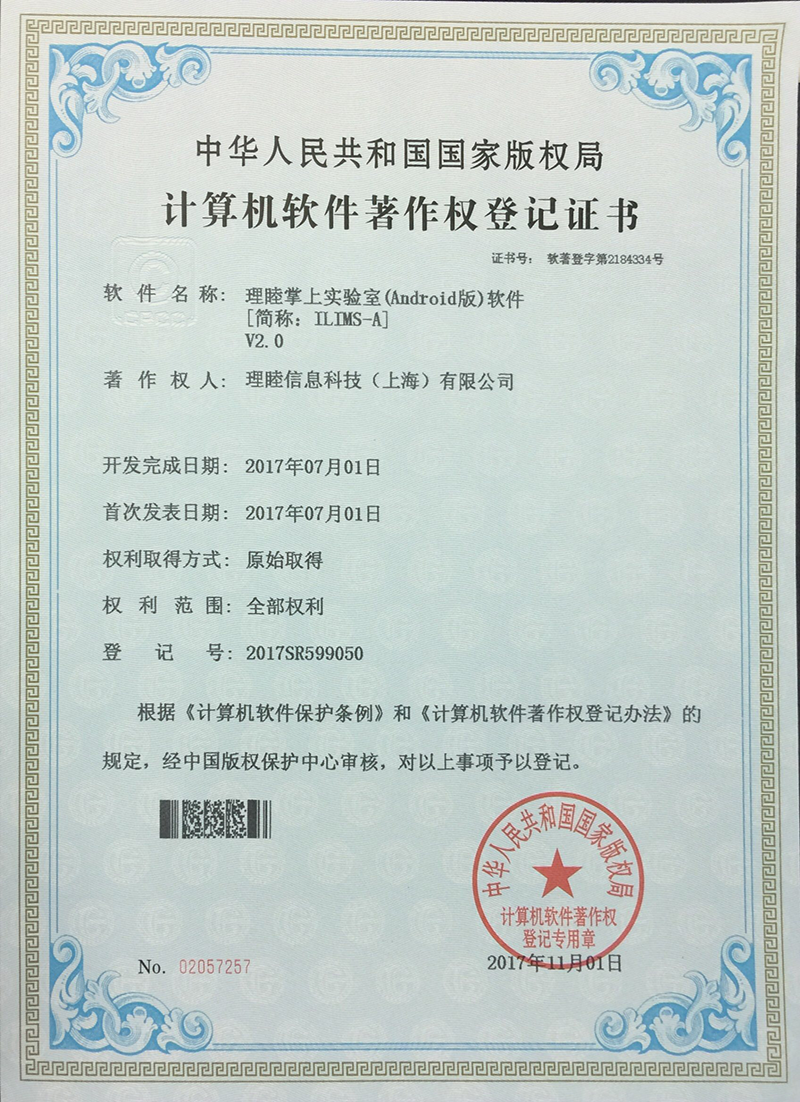 中华人民共和国国家版权局
计算机软件著作权登记证书
证书号： 软著登字第2184334号
软件名称： 理睦掌上实验室(Android版)软件
[简称：ILIMS-A]
V2.0
著作权人： 理睦信息科技（上海）有限公司
开发完成日期： 2017年07月01日
首次发表日期： 2017年07月01日
权利取得方式： 原始取得
权利范围： 全部权利
登记号： 2017SR599050
根据《计算机软件保护条例》和《计算机软件著作权登记办法》的
规定，经中国版权保护中心审核，对以上事项予以登记。
中华人民共和国国家版权局
计算机软件著作权
登记专用章
No. 02057257
2017年11月01日